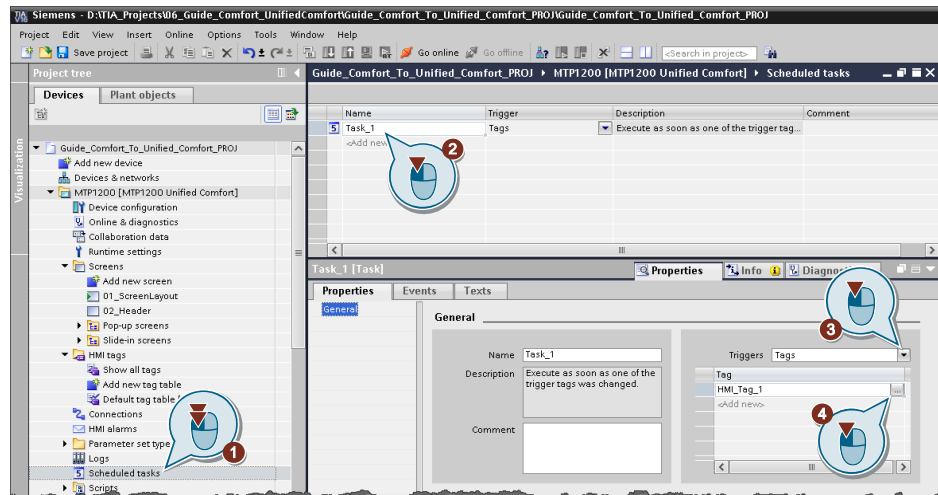 Siemens - D:\TIA_Projects\06_Guide_Comfort_UnifiedComfort\Guide_Comfort_To_Unified_Comfort_PROJ\Guide_Comfort_To_Unified_Comfort_PROJ
Project Edit View Insert Online Options Tools Window Help
Save project Go online Go offline <Search in project>
Project tree
Guide_Comfort_To_Unified_Comfort_PROJ MTP1200 [MTP1200 Unified Comfort] Scheduled tasks
Devices Plant objects
Visualization
Name Trigger Description Comment
Task_1 Tags Execute as soon as one of the trigger tag...
<Add new
2
Guide_Comfort_To_Unified_Comfort_PROJ
Add new device
Devices & networks
MTP1200 [MTP1200 Unified Comfort]
Device configuration
Online & diagnostics
Collaboration data
Runtime settings
Screens
Add new screen
01_ScreenLayout
02_Header
Pop-up screens
Slide-in screens
HMI tags
Show all tags
Add new tag table
Default tag table
Connections
HMI alarms
Parameter set type
Logs
Scheduled tasks
Scripts
1
Task_1 [Task]
Properties Info Diagno
Properties Events Texts
General
General
3
Name Task_1
Triggers Tags
Description Execute as soon as one of the
trigger tags was changed.
Tag
HMI_Tag_1
<Add new>
Comment
4